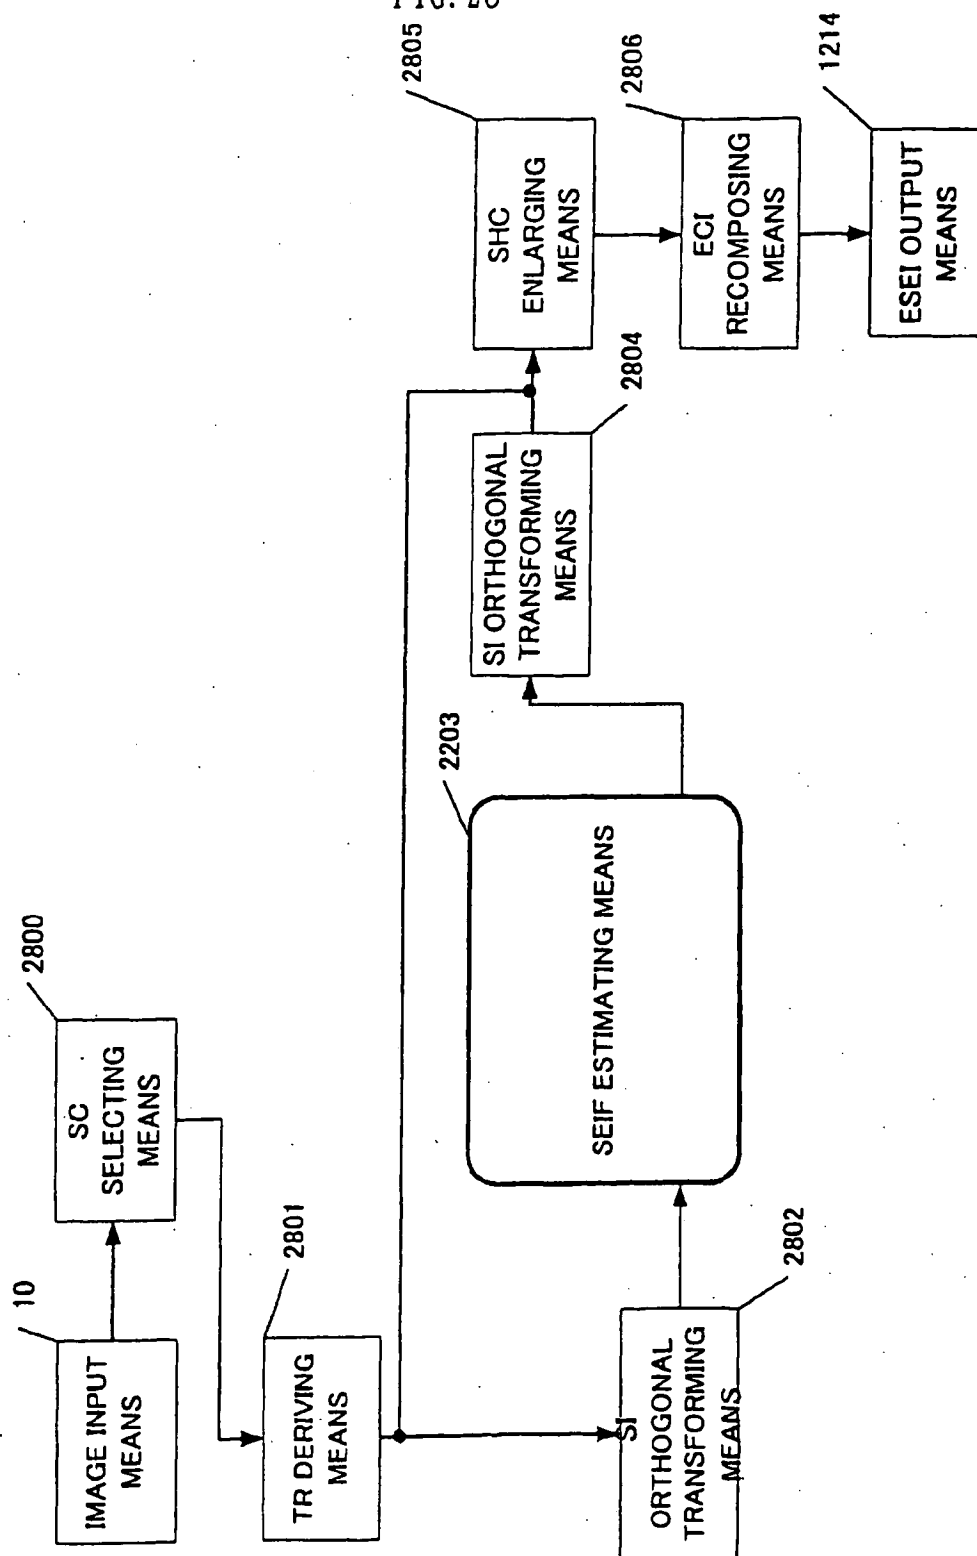 10
IMAGE INPUT
MEANS
2800
SC
SELECTING
MEANS
2801
TR DERIVING
MEANS
SI
ORTHOGONAL
TRANSFORMING
MEANS
2802
2203
SEIF ESTIMATING MEANS
SI ORTHOGONAL
TRANSFORMING
MEANS
2804
2805
SHC
ENLARGING
MEANS
2806
ECI
RECOMPOSING
MEANS
1214
ESEI OUTPUT
MEANS